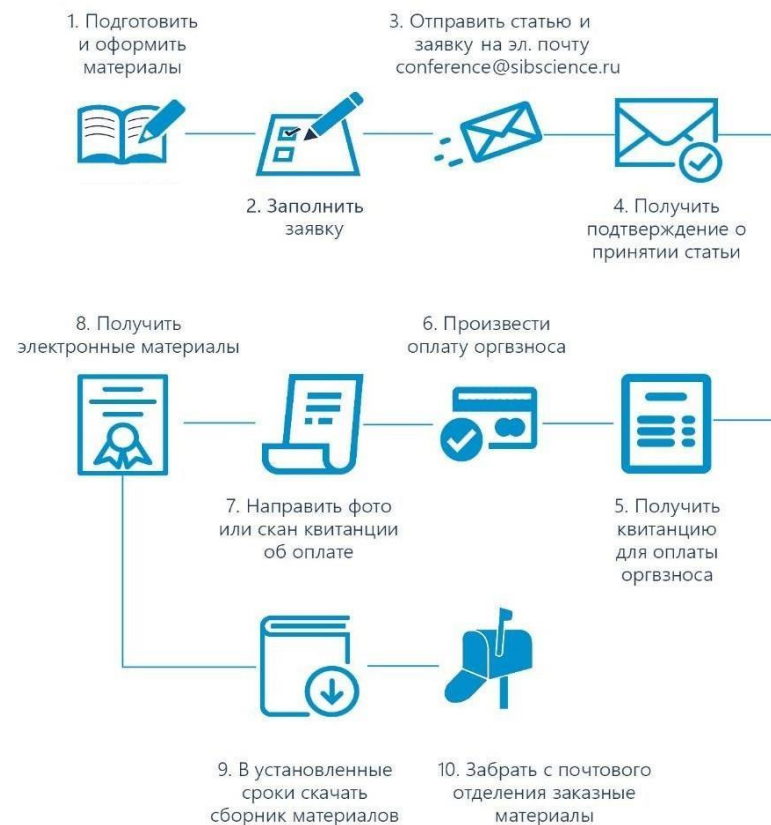 1. Подготовить
и оформить
материалы
2. Заполнить
заявку
3. Отправить статью и
заявку на эл. почту
conference@sibscience.ru
4. Получить
подтверждение о
принятии статьи
5. Получить
квитанцию
для оплаты
оргвзноса
6. Произвести
оплату оргвзноса
7. Направить фото
или скан квитанции
об оплате
8. Получить
электронные материалы
9. В установленные
сроки скачать
сборник материалов
10. Забрать с почтового
отделения заказные
материалы